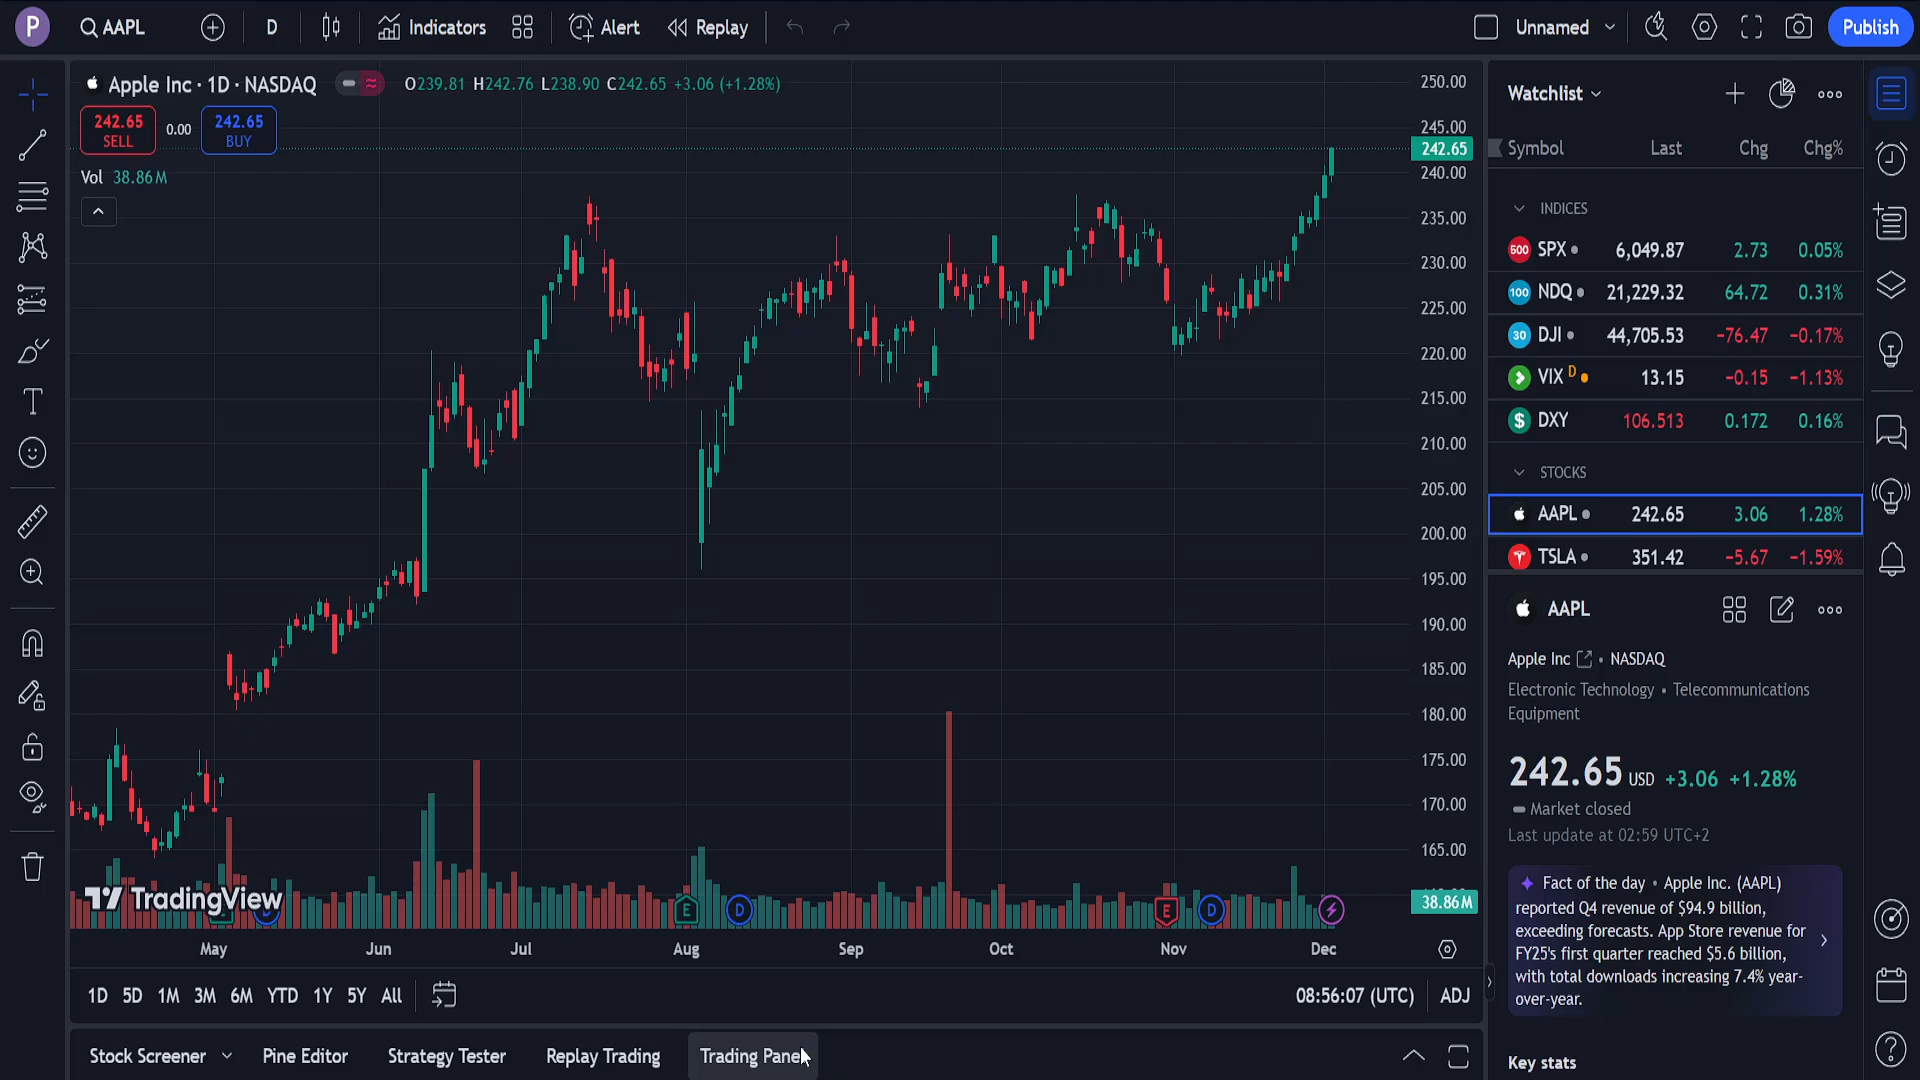 P
AAPL
D
Indicators
Alert
Replay
Unnamed
Publish
Apple Inc · 1D · NASDAQ
O239.81 H242.76 L238.90 C242.65 +3.06 (+1.28%)
242.65
SELL
0.00
242.65
BUY
Vol 38.86 M
250.00
245.00
242.65
240.00
235.00
230.00
225.00
220.00
215.00
210.00
205.00
200.00
195.00
190.00
185.00
180.00
175.00
170.00
165.00
38.86 M
TradingView
E
D
E
D
May
Jun
Jul
Aug
Sep
Oct
Nov
Dec
1D
5D
1M
3M
6M
YTD
1Y
5Y
All
08:56:07 (UTC)
ADJ
Stock Screener
Pine Editor
Strategy Tester
Replay Trading
Trading Panel
Watchlist
Symbol Last Chg Chg%
INDICES
500 SPX 6,049.87 2.73 0.05%
100 NDQ 21,229.32 64.72 0.31%
30 DJI 44,705.53 −76.47 −0.17%
VIX D 13.15 −0.15 −1.13%
$ DXY 106.513 0.172 0.16%
STOCKS
AAPL 242.65 3.06 1.28%
TSLA 351.42 −5.67 −1.59%
AAPL
Apple Inc • NASDAQ
Electronic Technology • Telecommunications
Equipment
242.65 USD +3.06 +1.28%
Market closed
Last update at 02:59 UTC+2
Fact of the day • Apple Inc. (AAPL)
reported Q4 revenue of $94.9 billion,
exceeding forecasts. App Store revenue for
FY25's first quarter reached $5.6 billion,
with total downloads increasing 7.4% year-
over-year.
Key stats